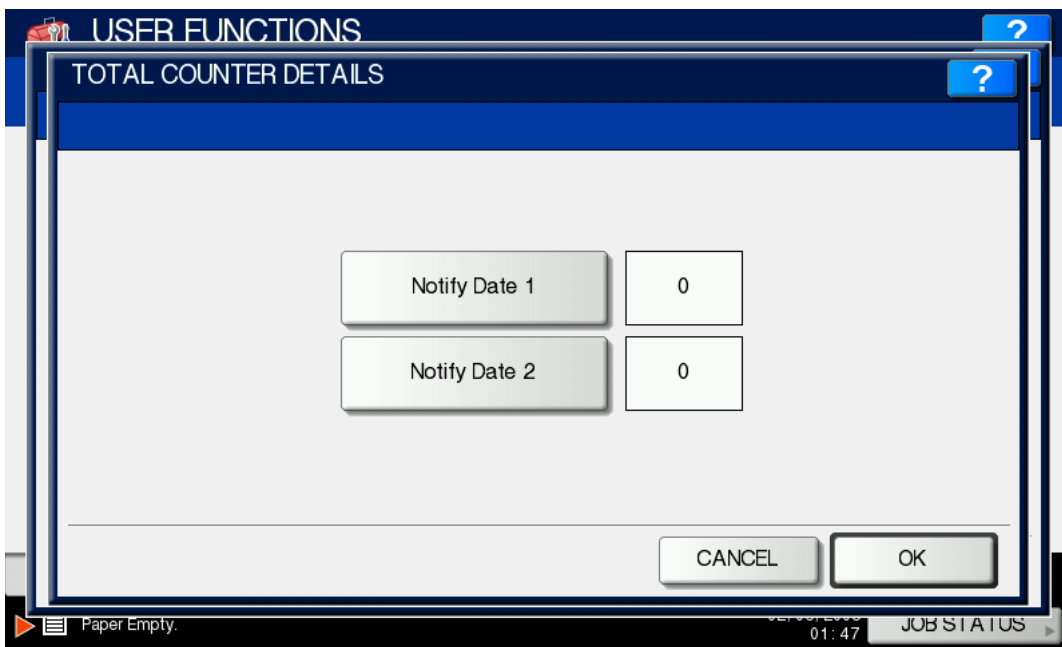 USER FUNCTIONS
?
TOTAL COUNTER DETAILS
?
Notify Date 1
0
Notify Date 2
0
CANCEL
OK
Paper Empty.
01:47
JOB STATUS